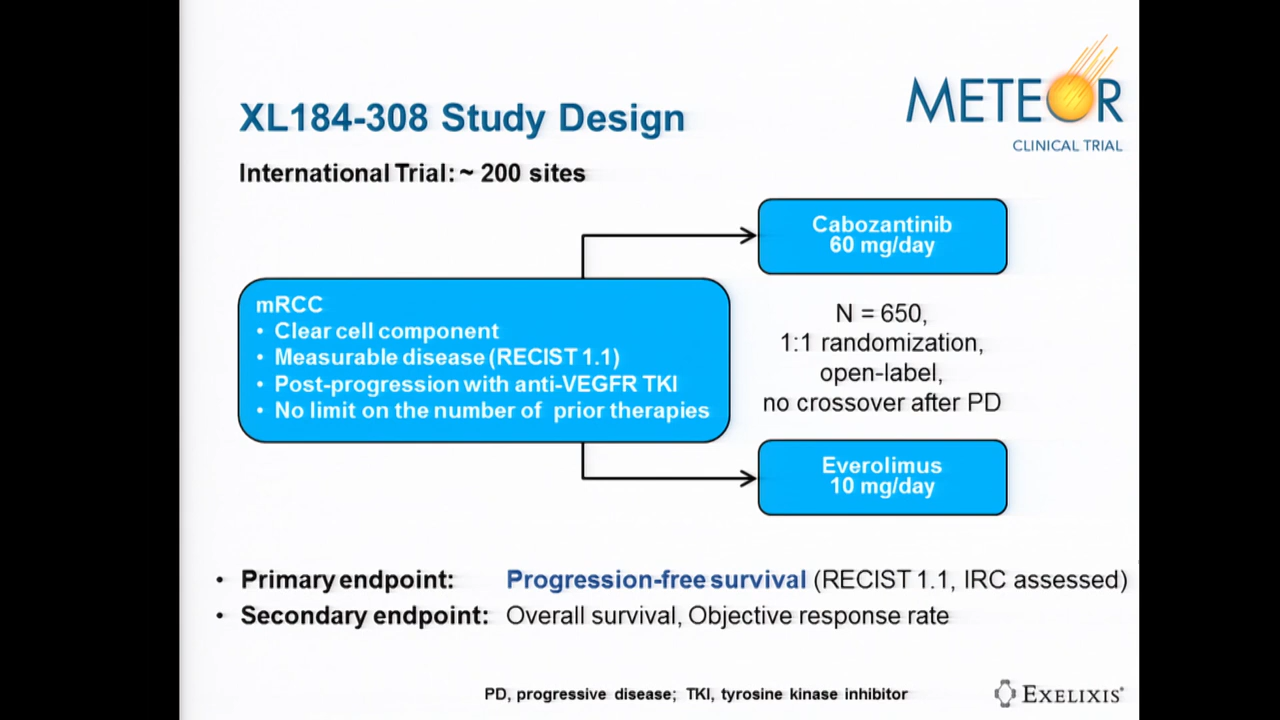 METEOR
CLINICAL TRIAL
XL184-308 Study Design
International Trial: ~ 200 sites
Cabozantinib
60 mg/day
mRCC
• Clear cell component
• Measurable disease (RECIST 1.1)
• Post-progression with anti-VEGFR TKI
• No limit on the number of prior therapies
N = 650,
1:1 randomization,
open-label,
no crossover after PD
Everolimus
10 mg/day
• Primary endpoint: Progression-free survival (RECIST 1.1, IRC assessed)
• Secondary endpoint: Overall survival, Objective response rate
PD, progressive disease; TKI, tyrosine kinase inhibitor
EXELIXIS®